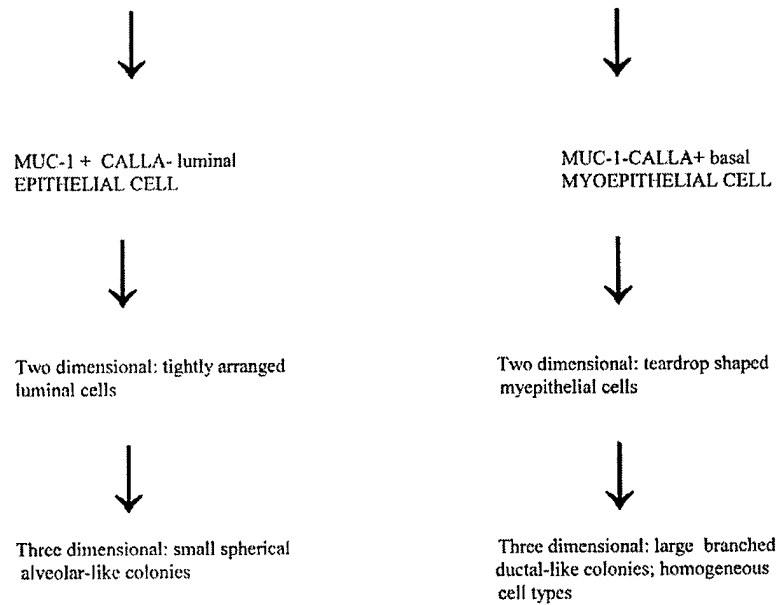 MUC-1 + CALLA- luminal
EPITHELIAL CELL
MUC-1-CALLA+ basal
MYOEPITHELIAL CELL
Two dimensional: tightly arranged
luminal cells
Two dimensional: teardrop shaped
myepithelial cells
Three dimensional: small spherical
alveolar-like colonies
Three dimensional: large branched
ductal-like colonies; homogeneous
cell types